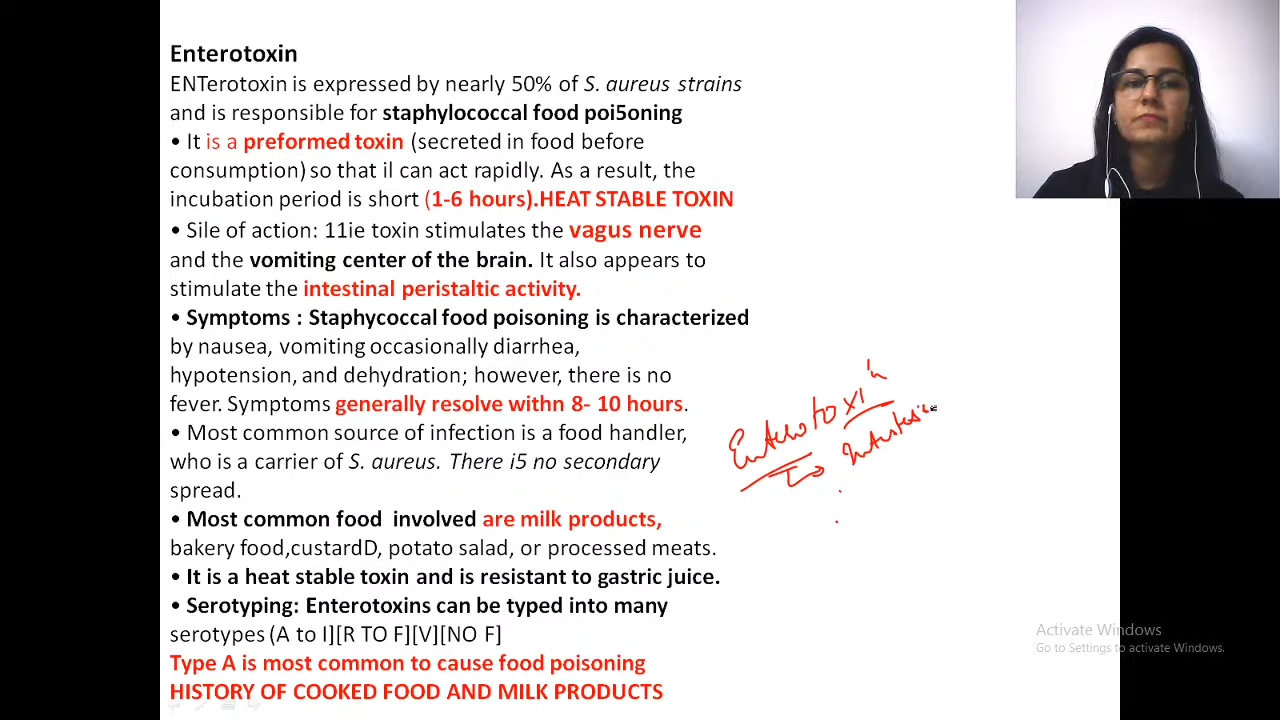 Enterotoxin
ENTerotoxin is expressed by nearly 50% of S. aureus strains
and is responsible for staphylococcal food poi5oning
• It is a preformed toxin (secreted in food before
consumption) so that il can act rapidly. As a result, the
incubation period is short (1-6 hours).HEAT STABLE TOXIN
• Sile of action: 11ie toxin stimulates the vagus nerve
and the vomiting center of the brain. It also appears to
stimulate the intestinal peristaltic activity.
• Symptoms : Staphycoccal food poisoning is characterized
by nausea, vomiting occasionally diarrhea,
hypotension, and dehydration; however, there is no
fever. Symptoms generally resolve withn 8- 10 hours.
• Most common source of infection is a food handler,
who is a carrier of S. aureus. There i5 no secondary
spread.
• Most common food involved are milk products,
bakery food,custardD, potato salad, or processed meats.
• It is a heat stable toxin and is resistant to gastric juice.
• Serotyping: Enterotoxins can be typed into many
serotypes (A to I][R TO F][V][NO F]
Type A is most common to cause food poisoning
HISTORY OF COOKED FOOD AND MILK PRODUCTS
Enterotoxin
Activate Windows
Go to Settings to activate Windows.